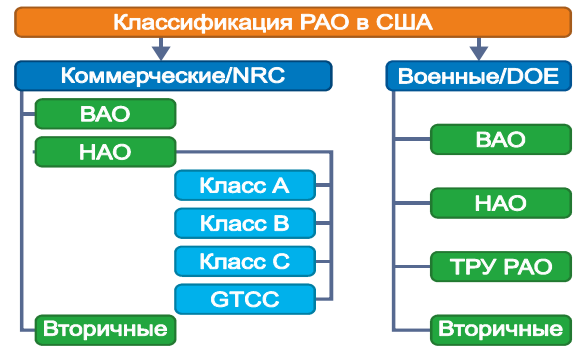 Классификация РАО в США
Коммерческие/NRC
ВАО
НАО
Класс A
Класс B
Класс C
GTCC
Вторичные
Военные/DOE
ВАО
НАО
ТРУ РАО
Вторичные